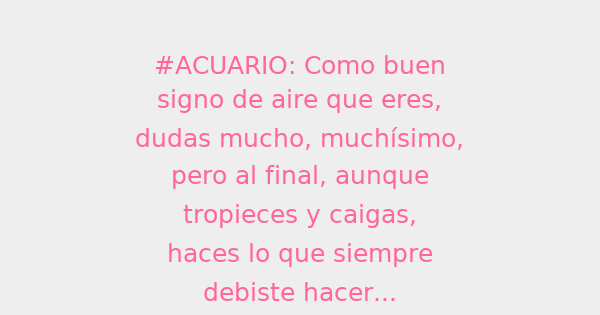 #ACUARIO: Como buen
signo de aire que eres,
dudas mucho, muchísimo,
pero al final, aunque
tropieces y caigas,
haces lo que siempre
debiste hacer...